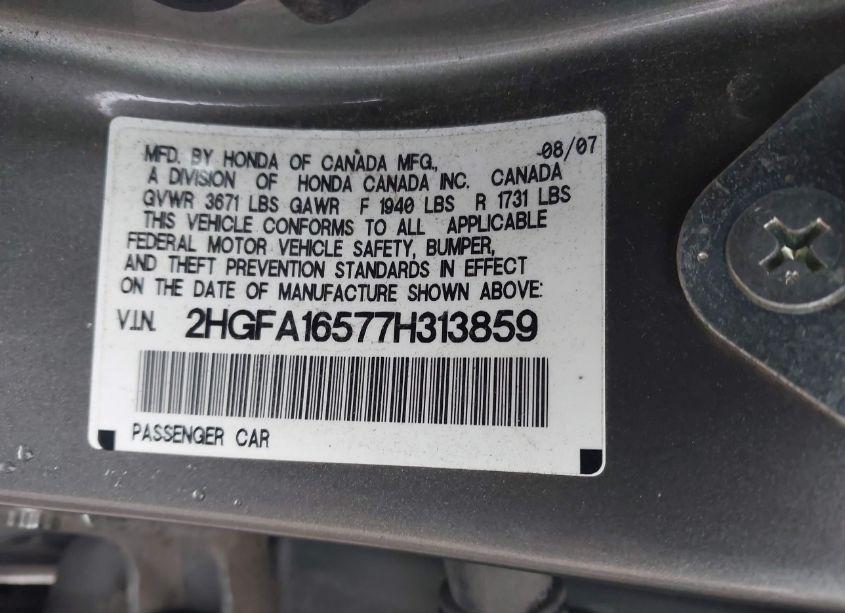 MFD. BY HONDA OF CANADA MFG., 08/07
A DIVISION OF HONDA CANADA INC. CANADA
GVWR 3671 LBS GAWR F 1940 LBS R 1731 LBS
THIS VEHICLE CONFORMS TO ALL APPLICABLE
FEDERAL MOTOR VEHICLE SAFETY, BUMPER,
AND THEFT PREVENTION STANDARDS IN EFFECT
ON THE DATE OF MANUFACTURE SHOWN ABOVE:
V.I.N. 2HGFA16577H313859
PASSENGER CAR